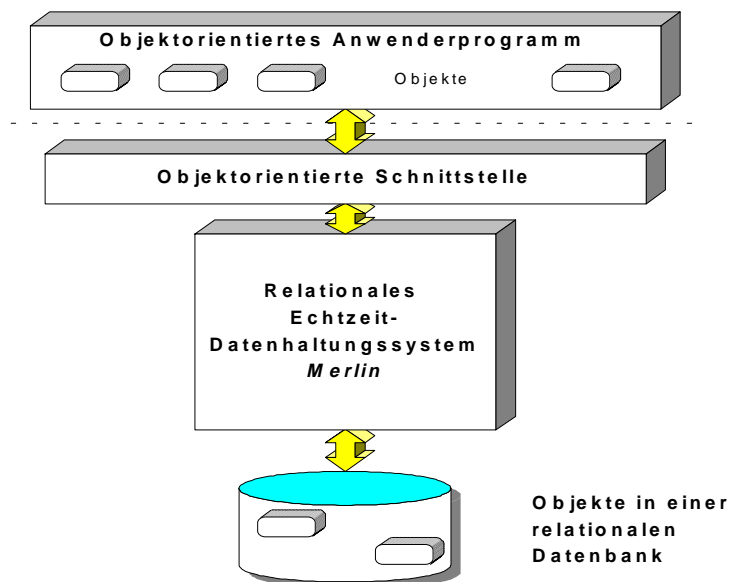 Objektorientiertes Anwenderprogramm
Objekte
Objektorientierte Schnittstelle
Relationales
Echtzeit-
Datenhaltungssystem
Merlin
Objekte in einer
relationalen
Datenbank